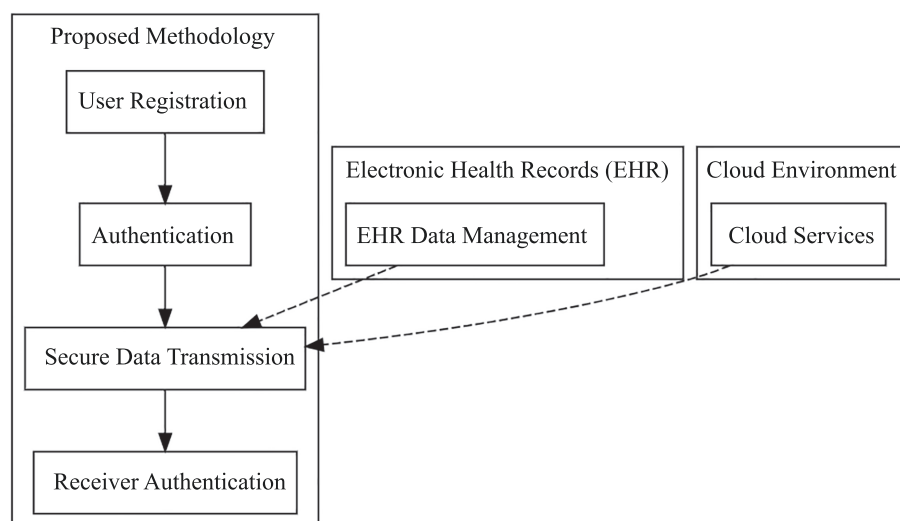 Proposed Methodology
User Registration
Authentication
Secure Data Transmission
Receiver Authentication
Electronic Health Records (EHR)
EHR Data Management
Cloud Environment
Cloud Services